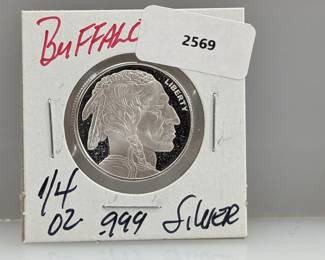 BUFFALO
2569
LIBERTY
1/4
OZ .999 SILVER